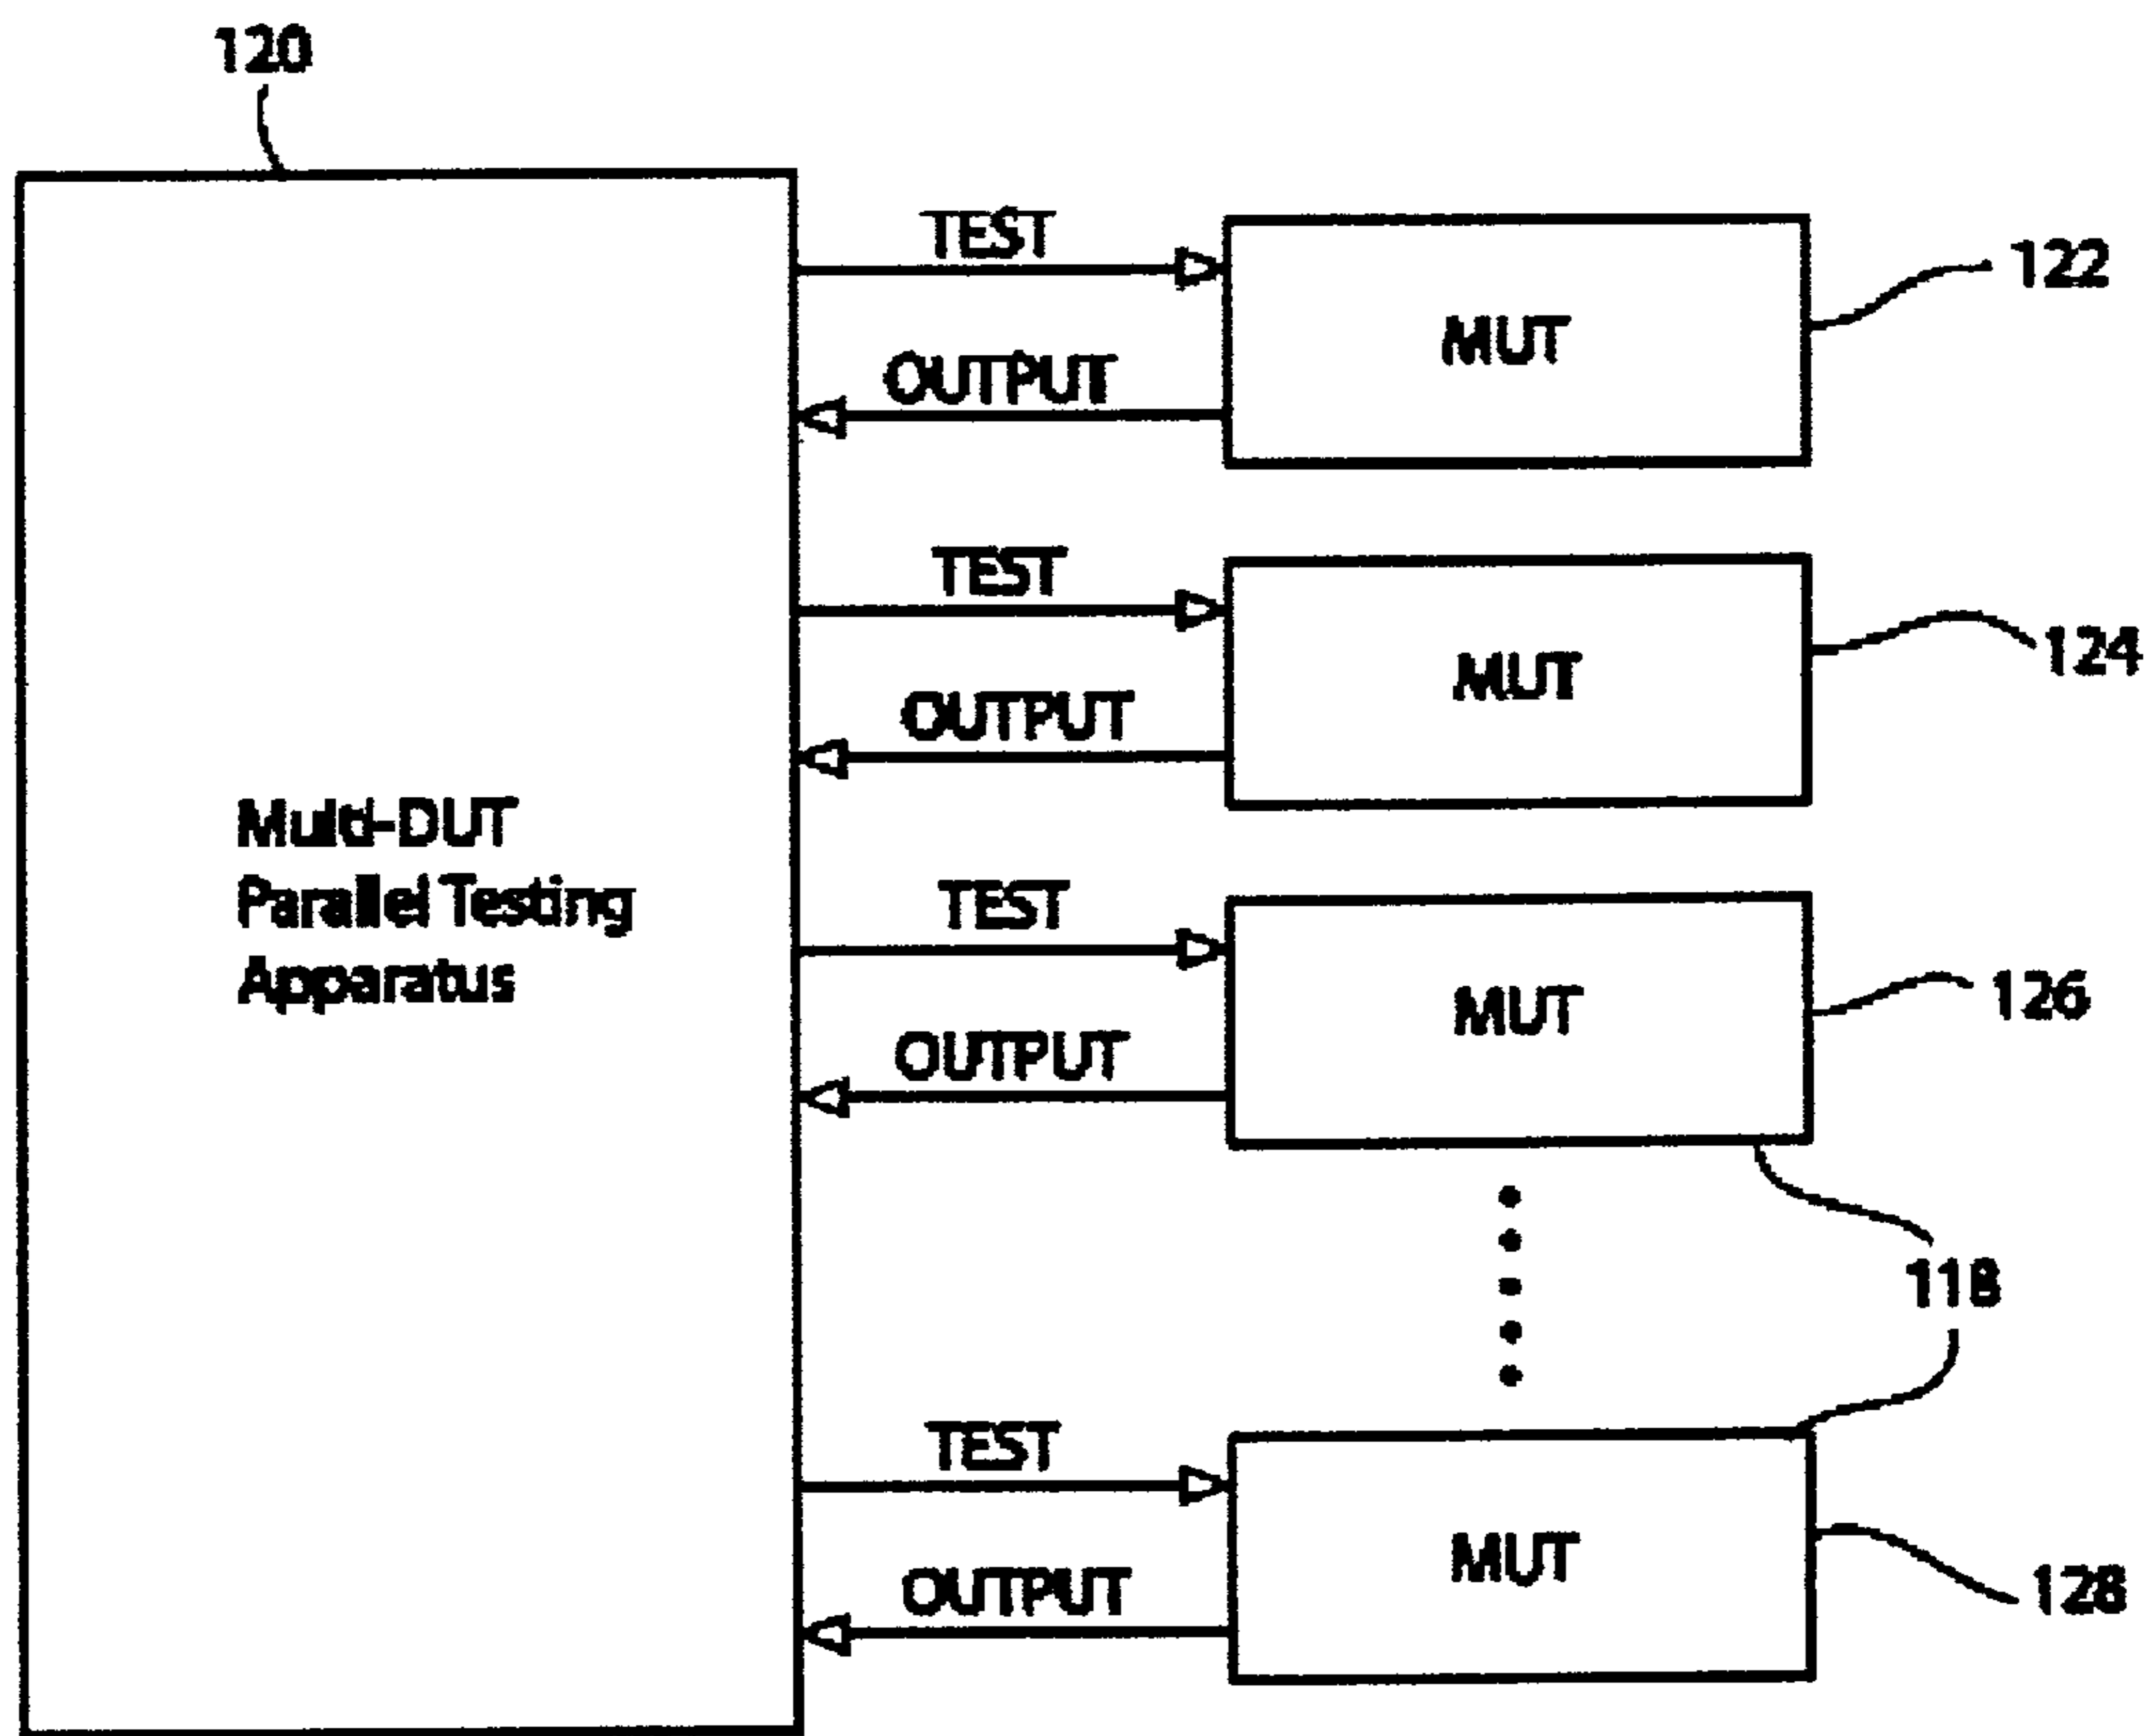 120
TEST
122
MUT
OUTPUT
TEST
124
MUT
OUTPUT
Multi-DUT
Parallel Testing
Apparatus
TEST
126
MUT
OUTPUT
118
TEST
MUT
128
OUTPUT